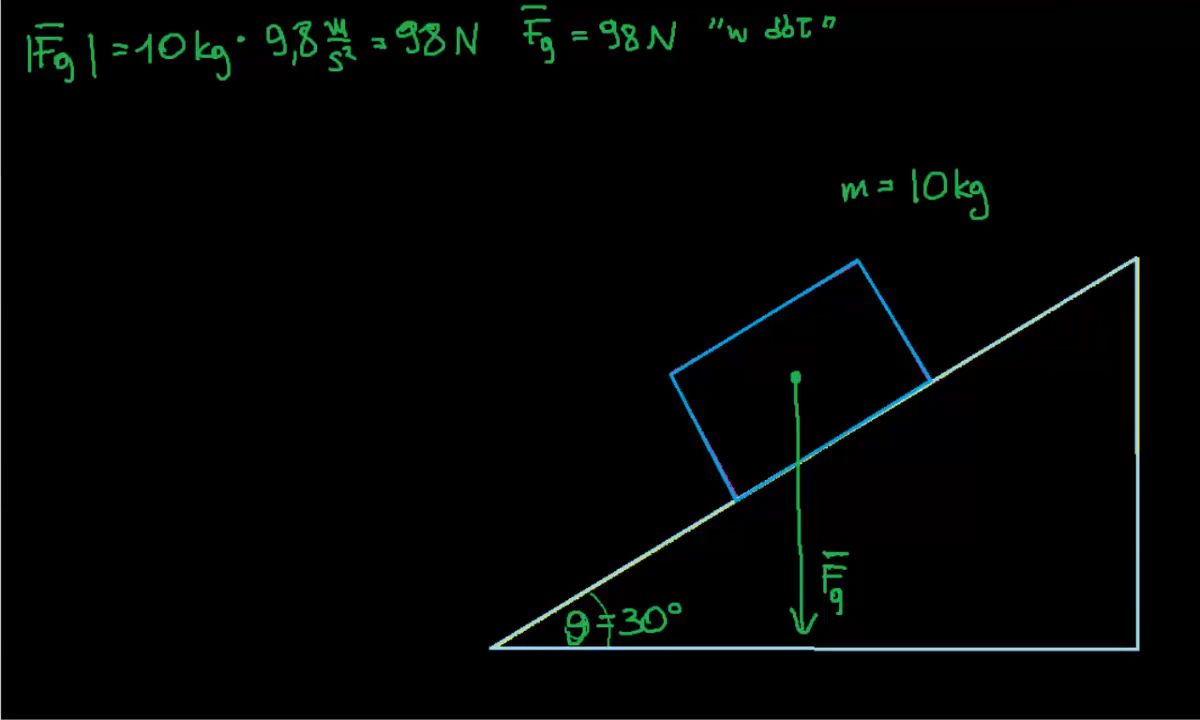 |F̅g| = 10 kg · 9,8 m/s² = 98 N   F̅g = 98 N "w dół"
m = 10 kg
F̅g
θ = 30°